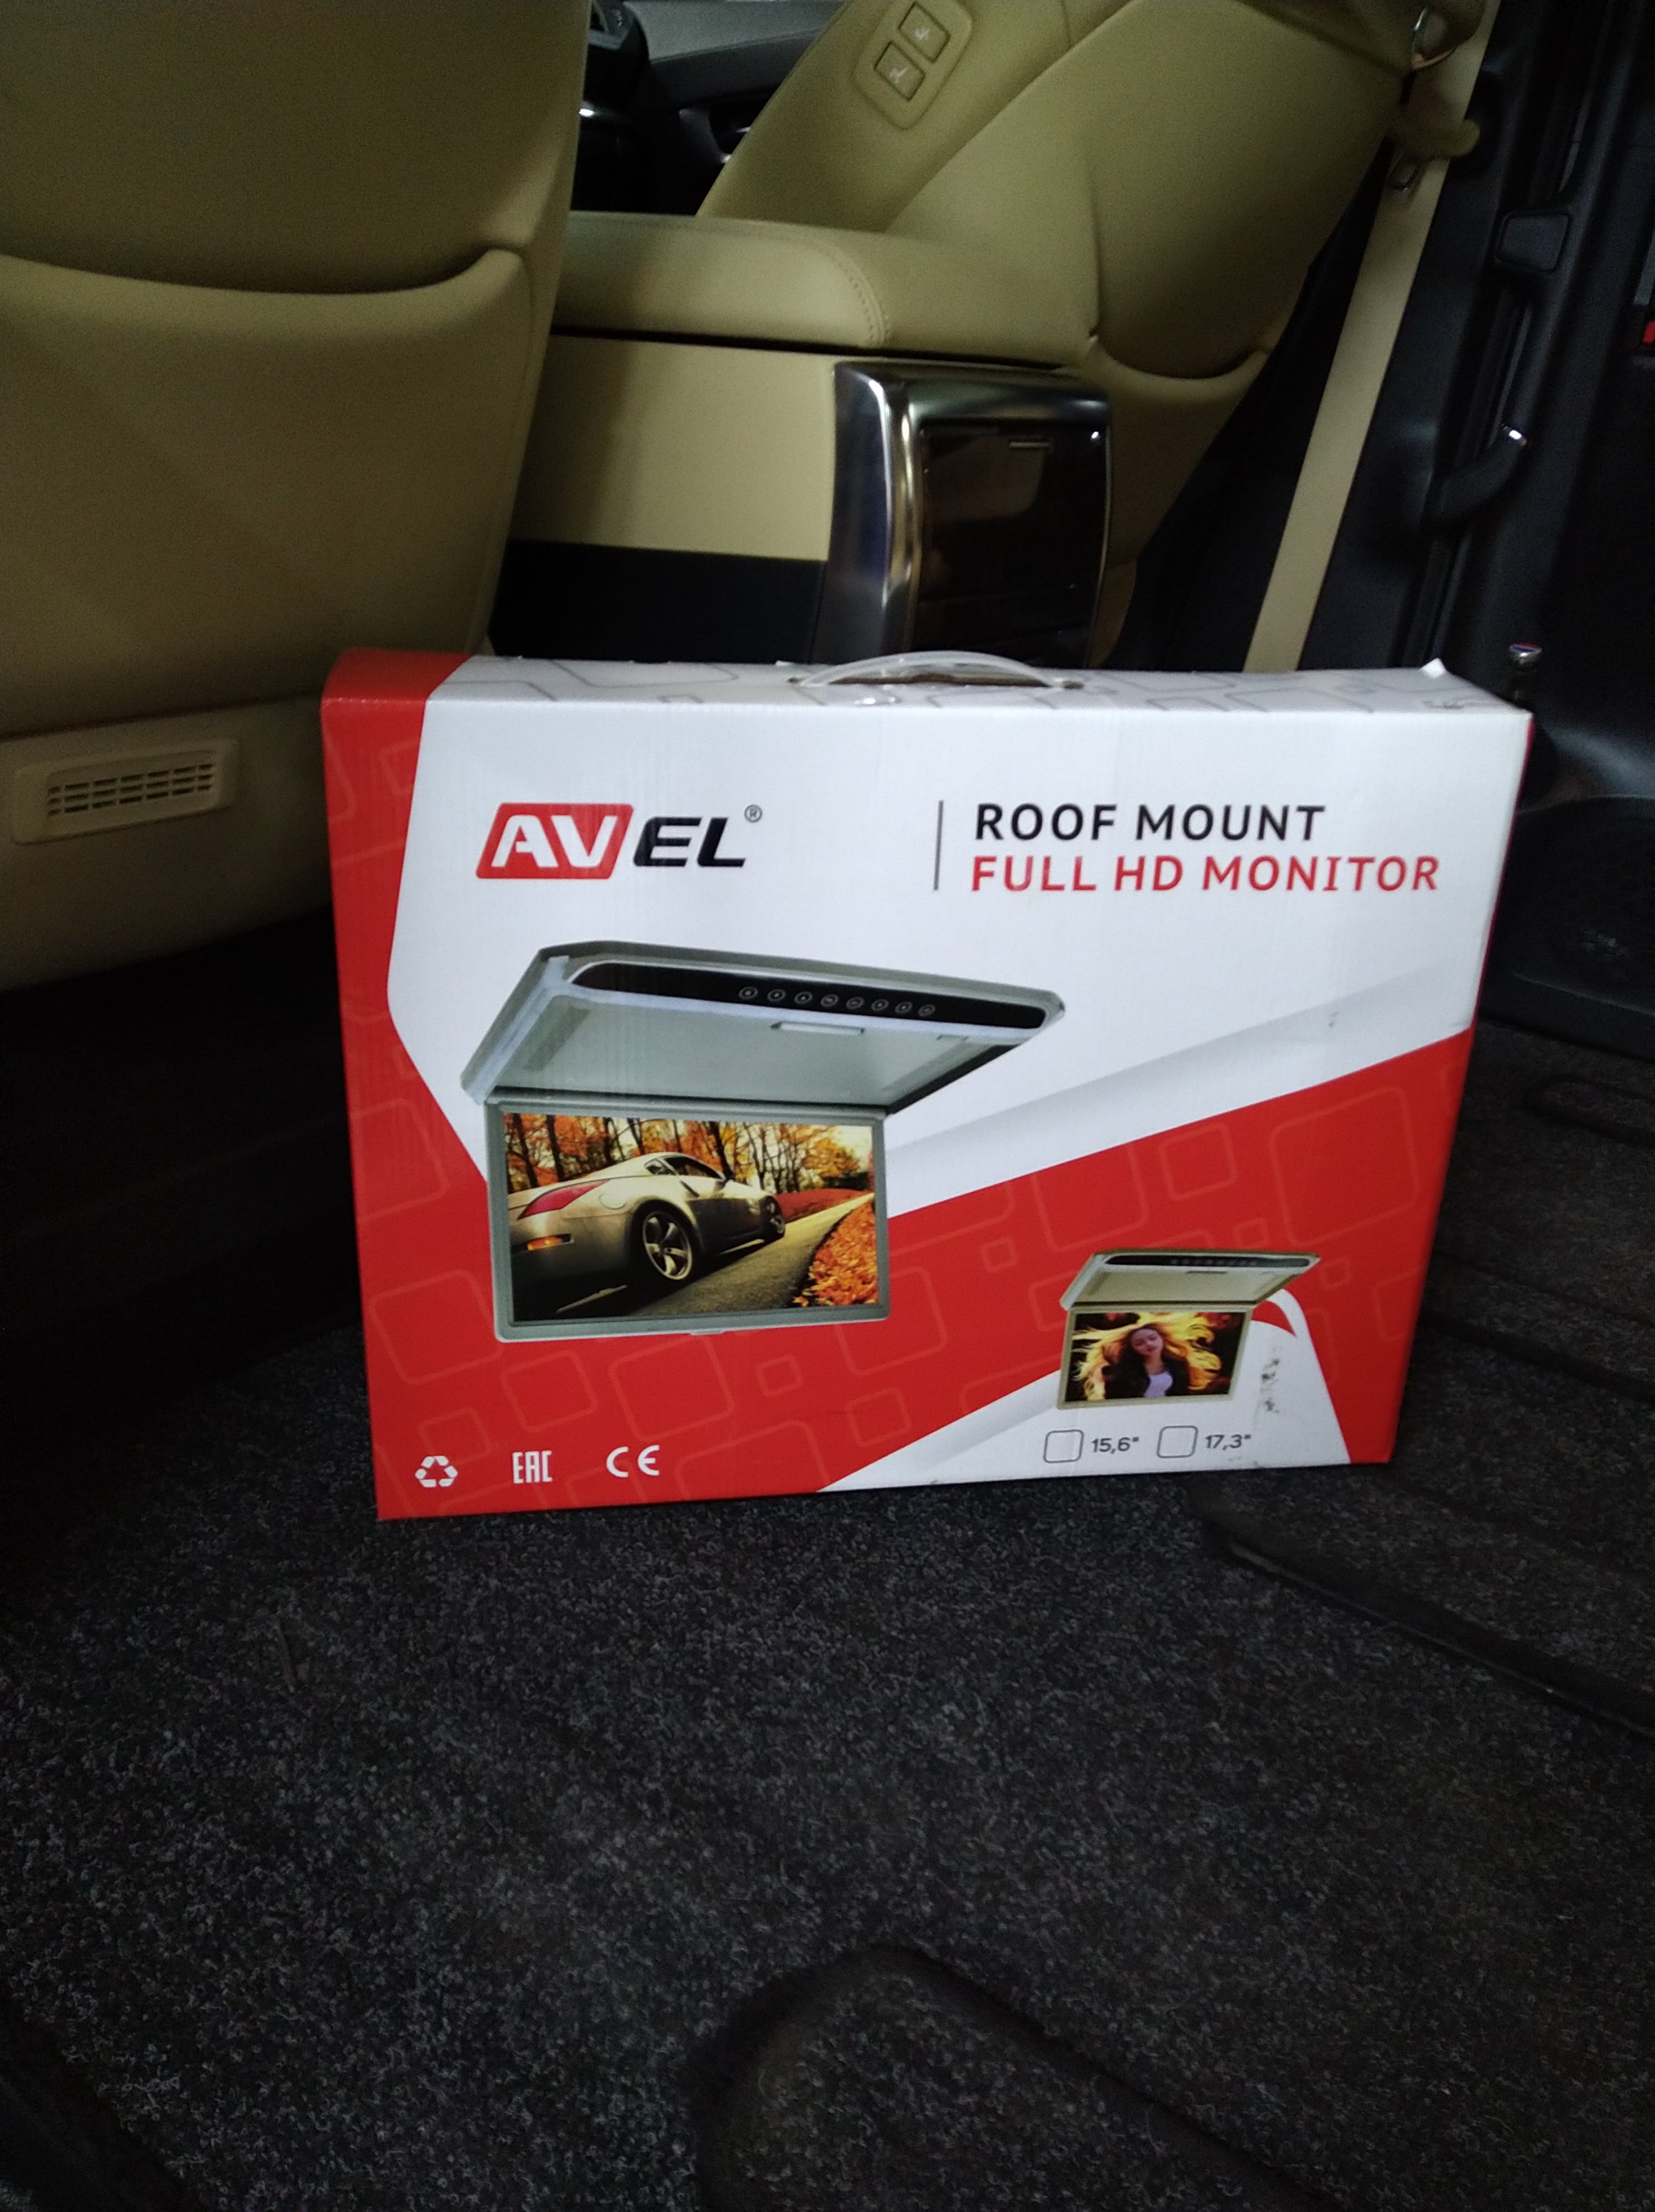 AVEL®
ROOF MOUNT
FULL HD MONITOR
15,6" 17,3"
EAC CE